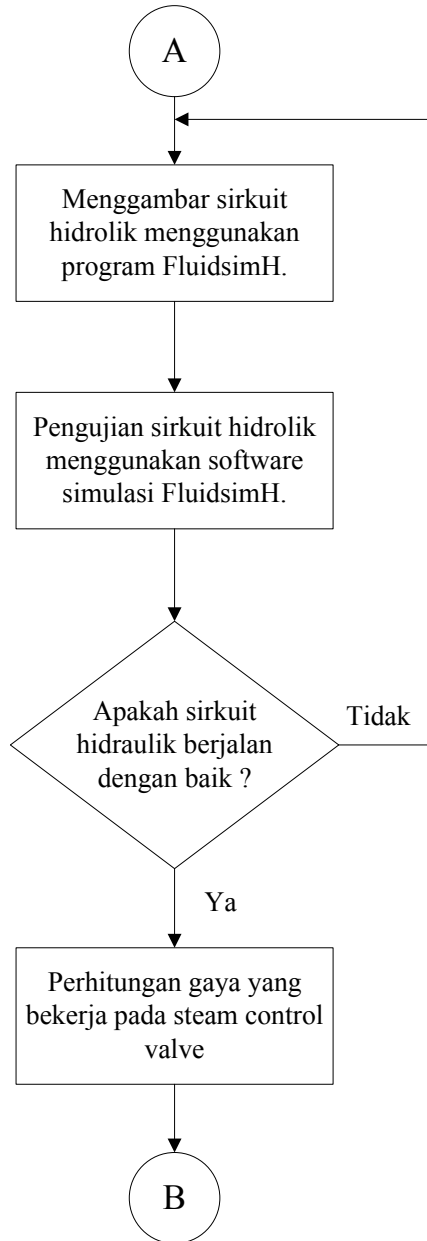 A
Menggambar sirkuit
hidrolik menggunakan
program FluidsimH.
Pengujian sirkuit hidrolik
menggunakan software
simulasi FluidsimH.
Apakah sirkuit
hidraulik berjalan
dengan baik ?
Tidak
Ya
Perhitungan gaya yang
bekerja pada steam control
valve
B